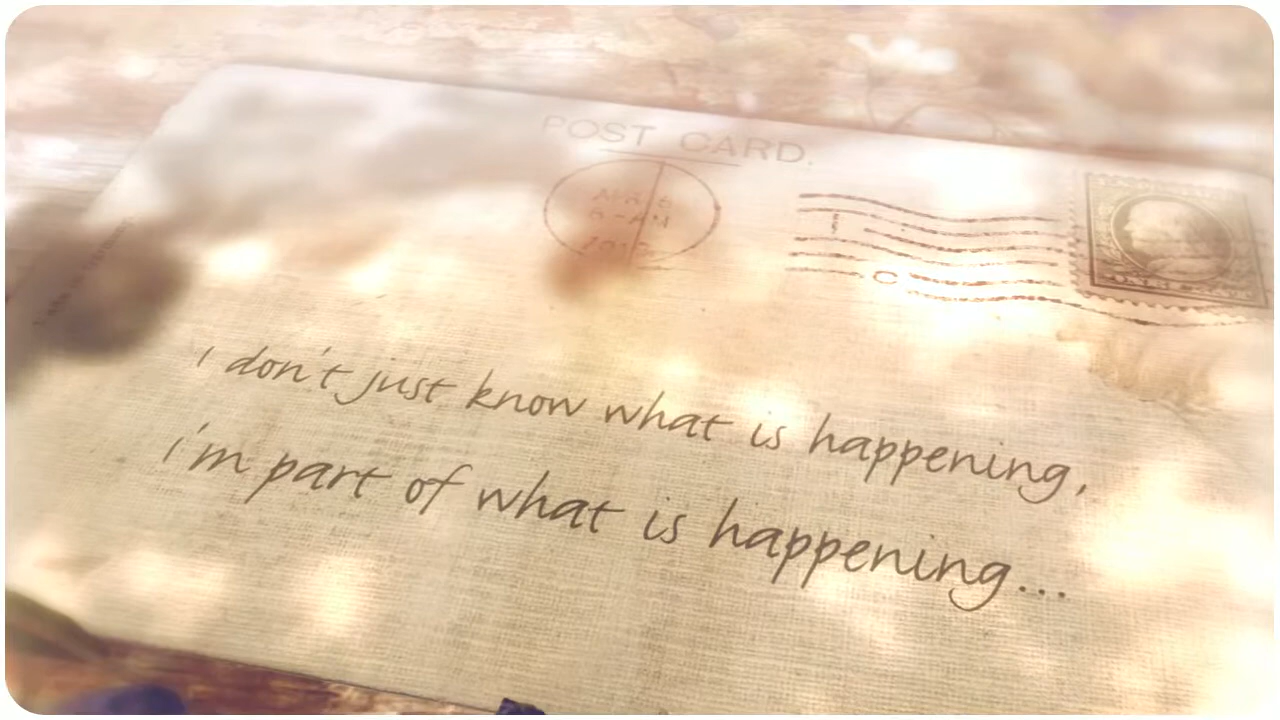 POST CARD.
i don't just know what is happening,
i'm part of what is happening...